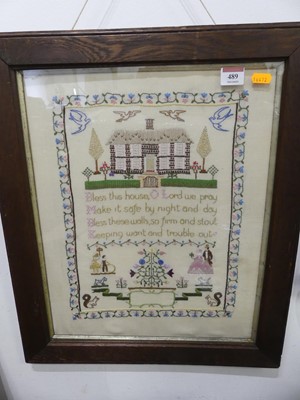 489
Bless this house, O Lord we pray
Make it safe by night and day
Bless these walls, so firm and stout
Keeping want and trouble out